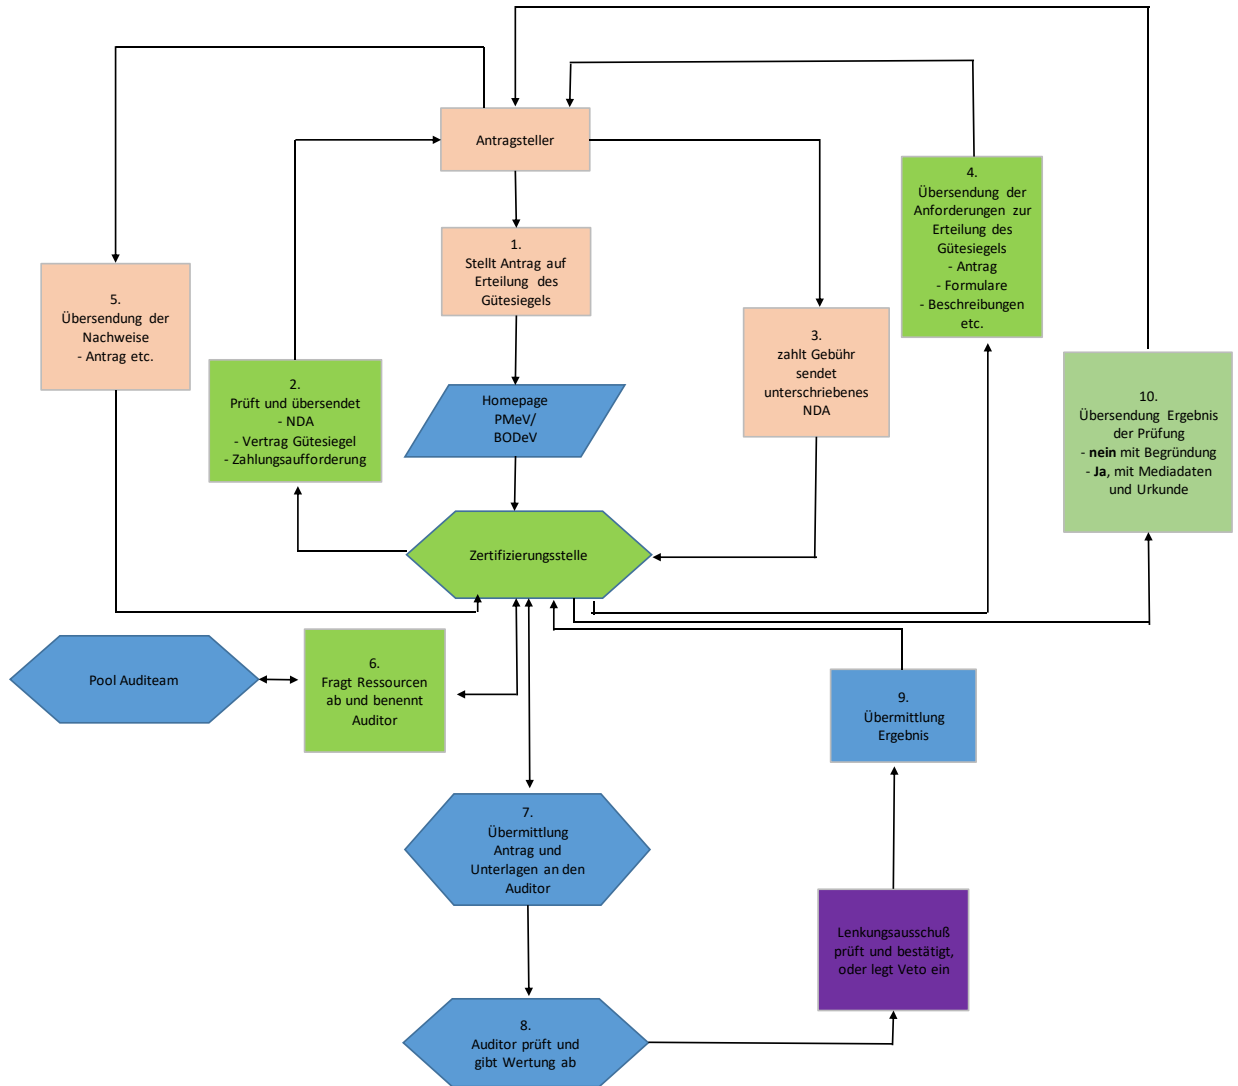 Antragsteller
1.
Stellt Antrag auf
Erteilung des
Gütesiegels
4.
Übersendung der
Anforderungen zur
Erteilung des
Gütesiegels
- Antrag
- Formulare
- Beschreibungen
etc.
5.
Übersendung der
Nachweise
- Antrag etc.
2.
Prüft und übersendet
- NDA
- Vertrag Gütesiegel
- Zahlungsaufforderung
Homepage
PMeV/
BODeV
3.
zahlt Gebühr
sendet
unterschriebenes
NDA
10.
Übersendung Ergebnis
der Prüfung
- nein mit Begründung
- Ja, mit Mediadaten
und Urkunde
Zertifizierungsstelle
Pool Auditeam
6.
Fragt Ressourcen
ab und benennt
Auditor
9.
Übermittlung
Ergebnis
7.
Übermittlung
Antrag und
Unterlagen an den
Auditor
Lenkungsausschuß
prüft und bestätigt,
oder legt Veto ein
8.
Auditor prüft und
gibt Wertung ab